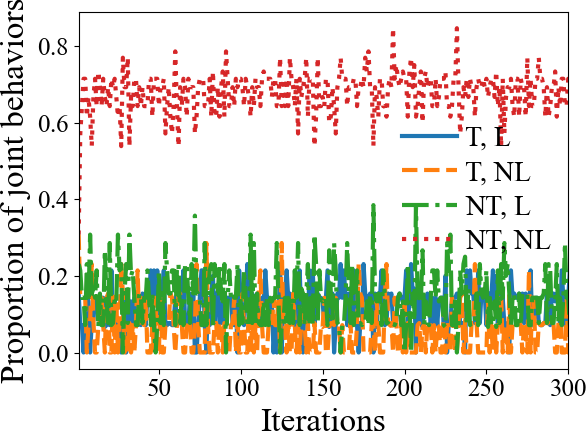 Proportion of joint behaviors
0.8
0.6
0.4
0.2
0.0
T, L
T, NL
NT, L
NT, NL
50
100
150
200
250
300
Iterations